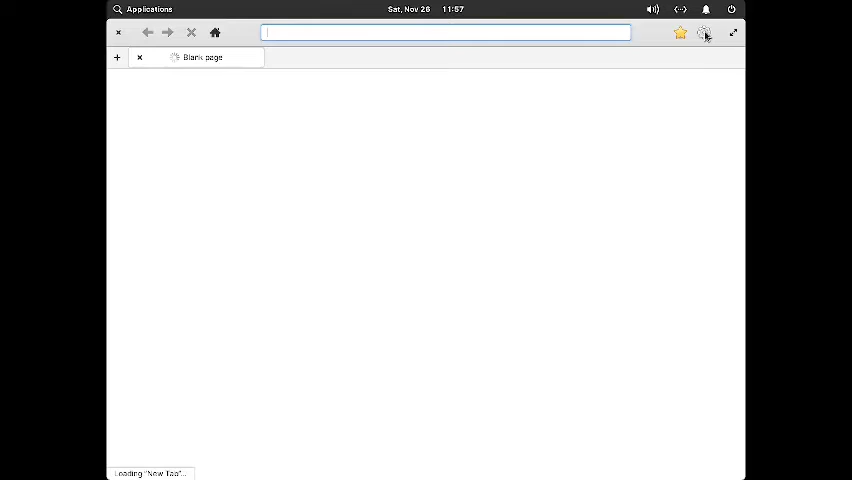 Applications
Sat, Nov 26 11:57
Blank page
Loading "New Tab"...